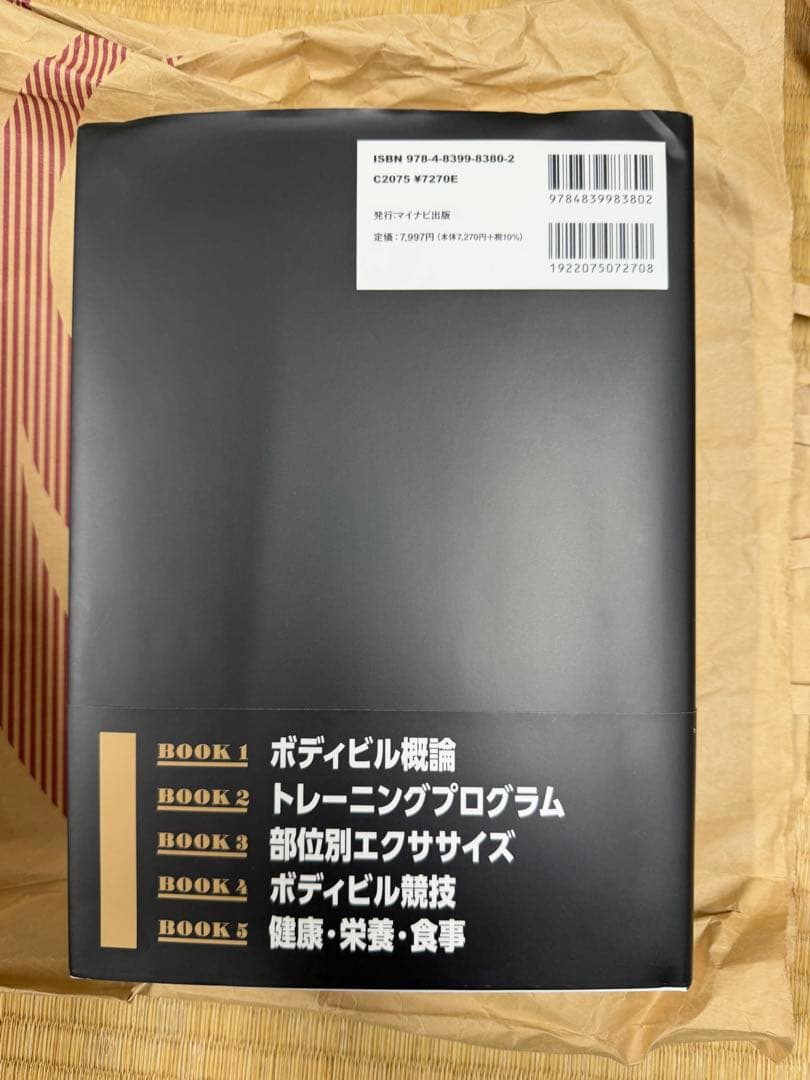 ISBN 978-4-8399-8380-2
C2075 ¥7270E
発行:マイナビ出版
定価:7,997円(本体7,270円+税10%)
9784839983802
1922075072708
BOOK 1 ボディビル概論
BOOK 2 トレーニングプログラム
BOOK 3 部位別エクササイズ
BOOK 4 ボディビル競技
BOOK 5 健康・栄養・食事